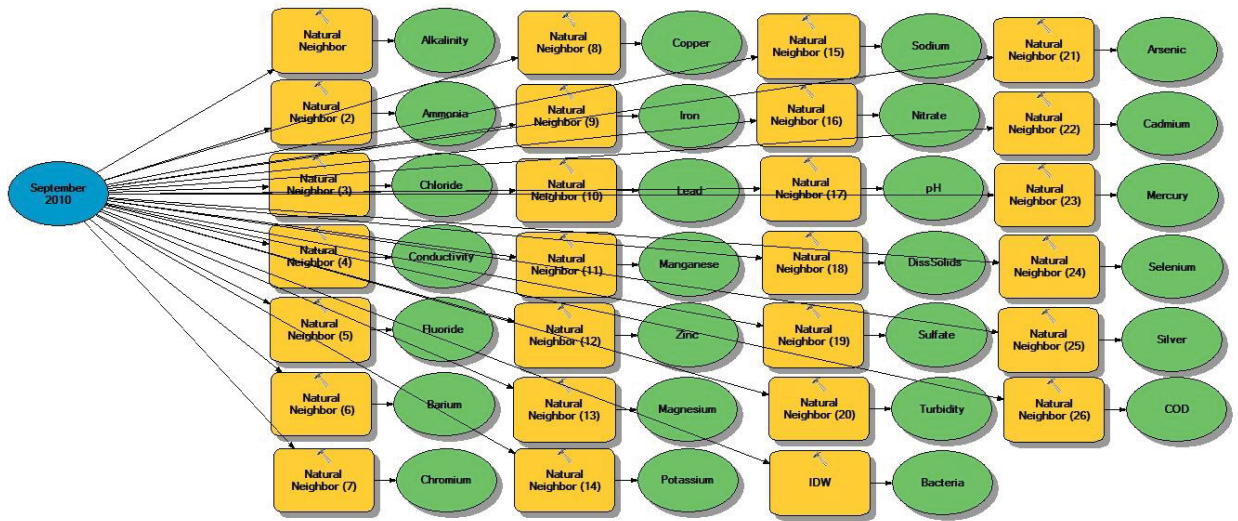 September
2010
Natural
Neighbor
Alkalinity
Natural
Neighbor (8)
Copper
Natural
Neighbor (15)
Sodium
Natural
Neighbor (21)
Arsenic
Natural
Neighbor (2)
Ammonia
Natural
Neighbor (9)
Iron
Natural
Neighbor (16)
Nitrate
Natural
Neighbor (22)
Cadmium
Natural
Neighbor (3)
Chloride
Natural
Neighbor (10)
Lead
Natural
Neighbor (17)
pH
Natural
Neighbor (23)
Mercury
Natural
Neighbor (4)
Conductivity
Natural
Neighbor (11)
Manganese
Natural
Neighbor (18)
DissSolids
Natural
Neighbor (24)
Selenium
Natural
Neighbor (5)
Fluoride
Natural
Neighbor (12)
Zinc
Natural
Neighbor (19)
Sulfate
Natural
Neighbor (25)
Silver
Natural
Neighbor (6)
Barium
Natural
Neighbor (13)
Magnesium
Natural
Neighbor (20)
Turbidity
Natural
Neighbor (26)
COD
Natural
Neighbor (7)
Chromium
Natural
Neighbor (14)
Potassium
IDW
Bacteria